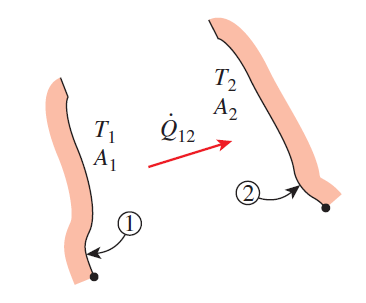 T₂
A₂
T₁
A₁
Q̇₁₂
2
1